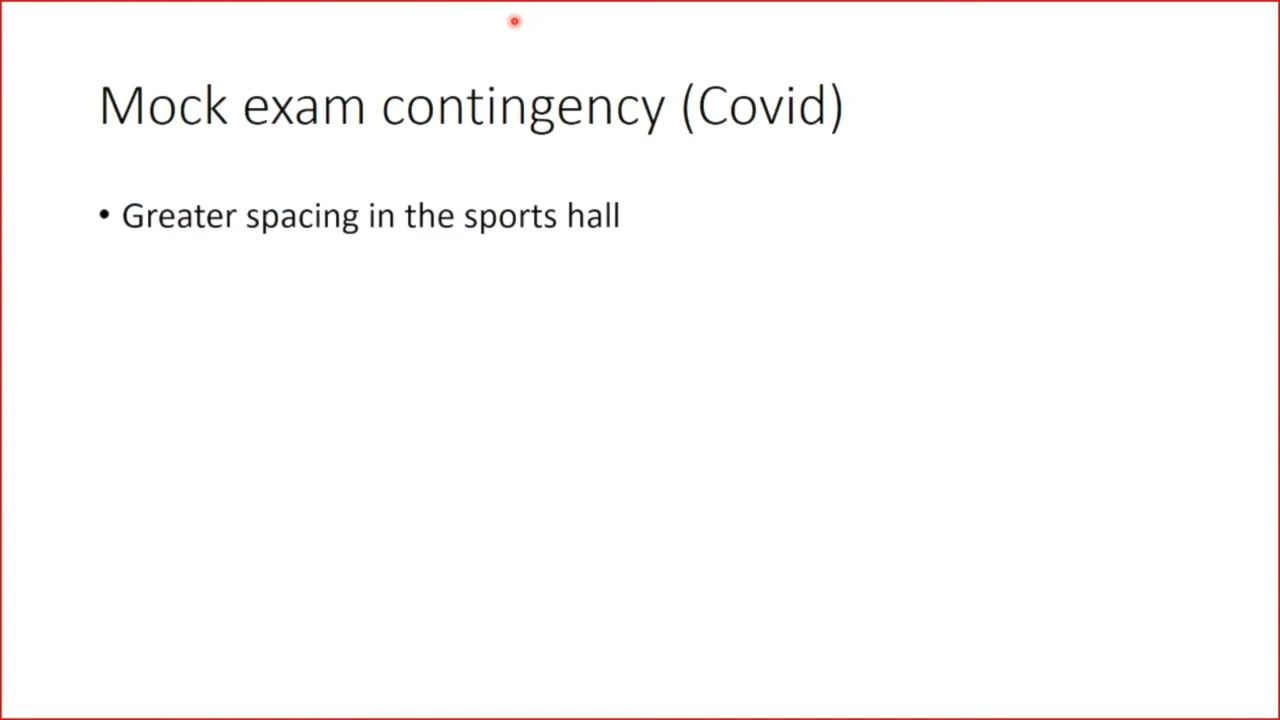 Mock exam contingency (Covid)
• Greater spacing in the sports hall